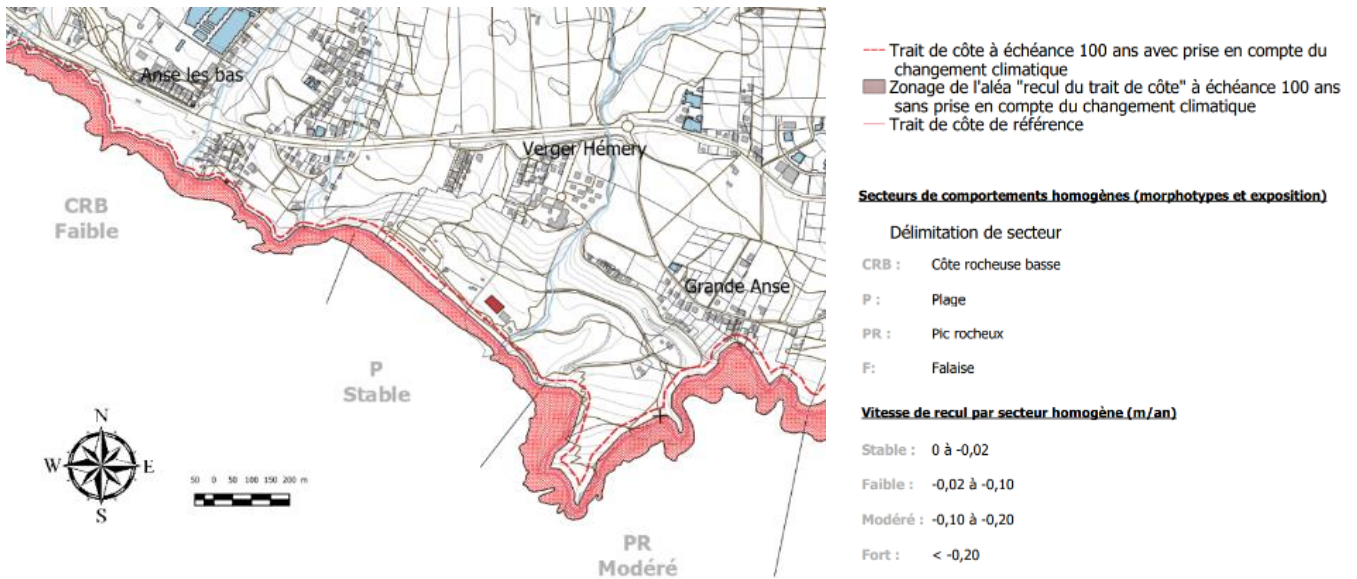 Anse les bas
Verger Hémery
Grande Anse
CRB
Faible
P
Stable
PR
Modéré
N
W E
S
50 0 50 100 150 200 m
Trait de côte à échéance 100 ans avec prise en compte du
changement climatique
Zonage de l'aléa "recul du trait de côte" à échéance 100 ans
sans prise en compte du changement climatique
Trait de côte de référence
Secteurs de comportements homogènes (morphotypes et exposition)
Délimitation de secteur
CRB : Côte rocheuse basse
P : Plage
PR : Pic rocheux
F: Falaise
Vitesse de recul par secteur homogène (m/an)
Stable : 0 à -0,02
Faible : -0,02 à -0,10
Modéré : -0,10 à -0,20
Fort : < -0,20